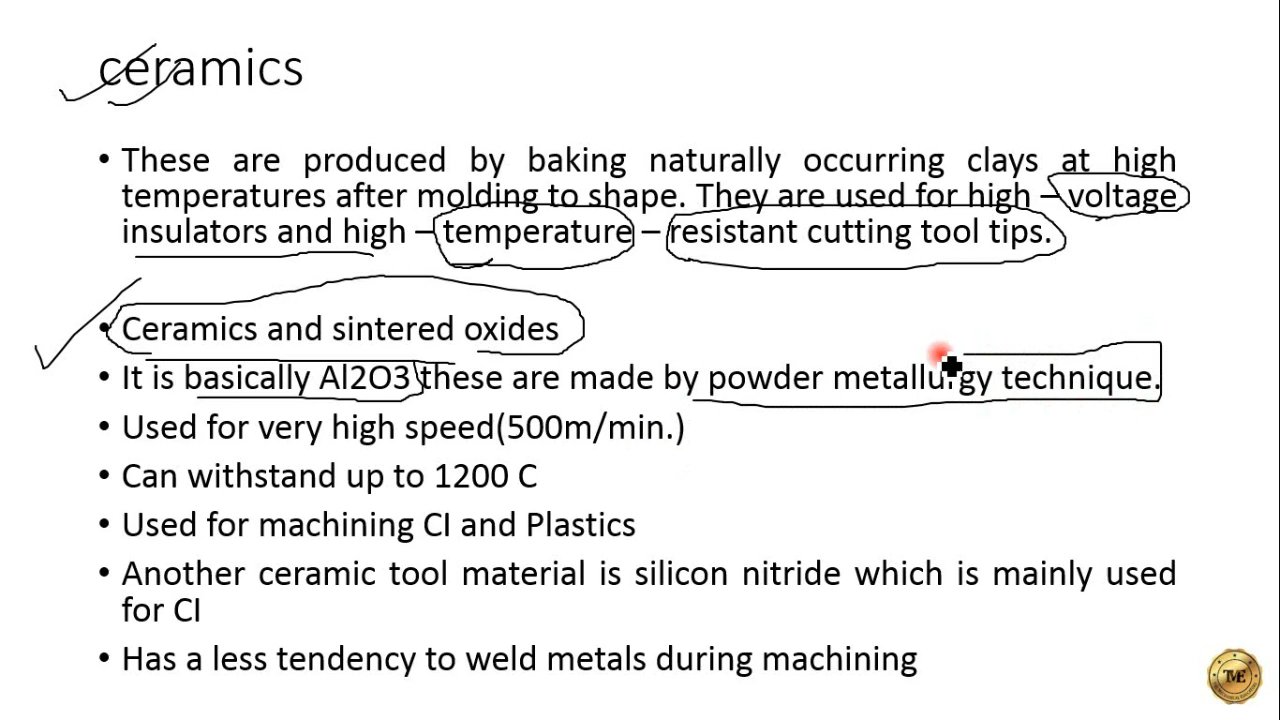 ceramics
• These are produced by baking naturally occurring clays at high
temperatures after molding to shape. They are used for high – voltage
insulators and high – temperature – resistant cutting tool tips.
• Ceramics and sintered oxides
• It is basically Al2O3 these are made by powder metallurgy technique.
• Used for very high speed(500m/min.)
• Can withstand up to 1200 C
• Used for machining CI and Plastics
• Another ceramic tool material is silicon nitride which is mainly used
for CI
• Has a less tendency to weld metals during machining
TME